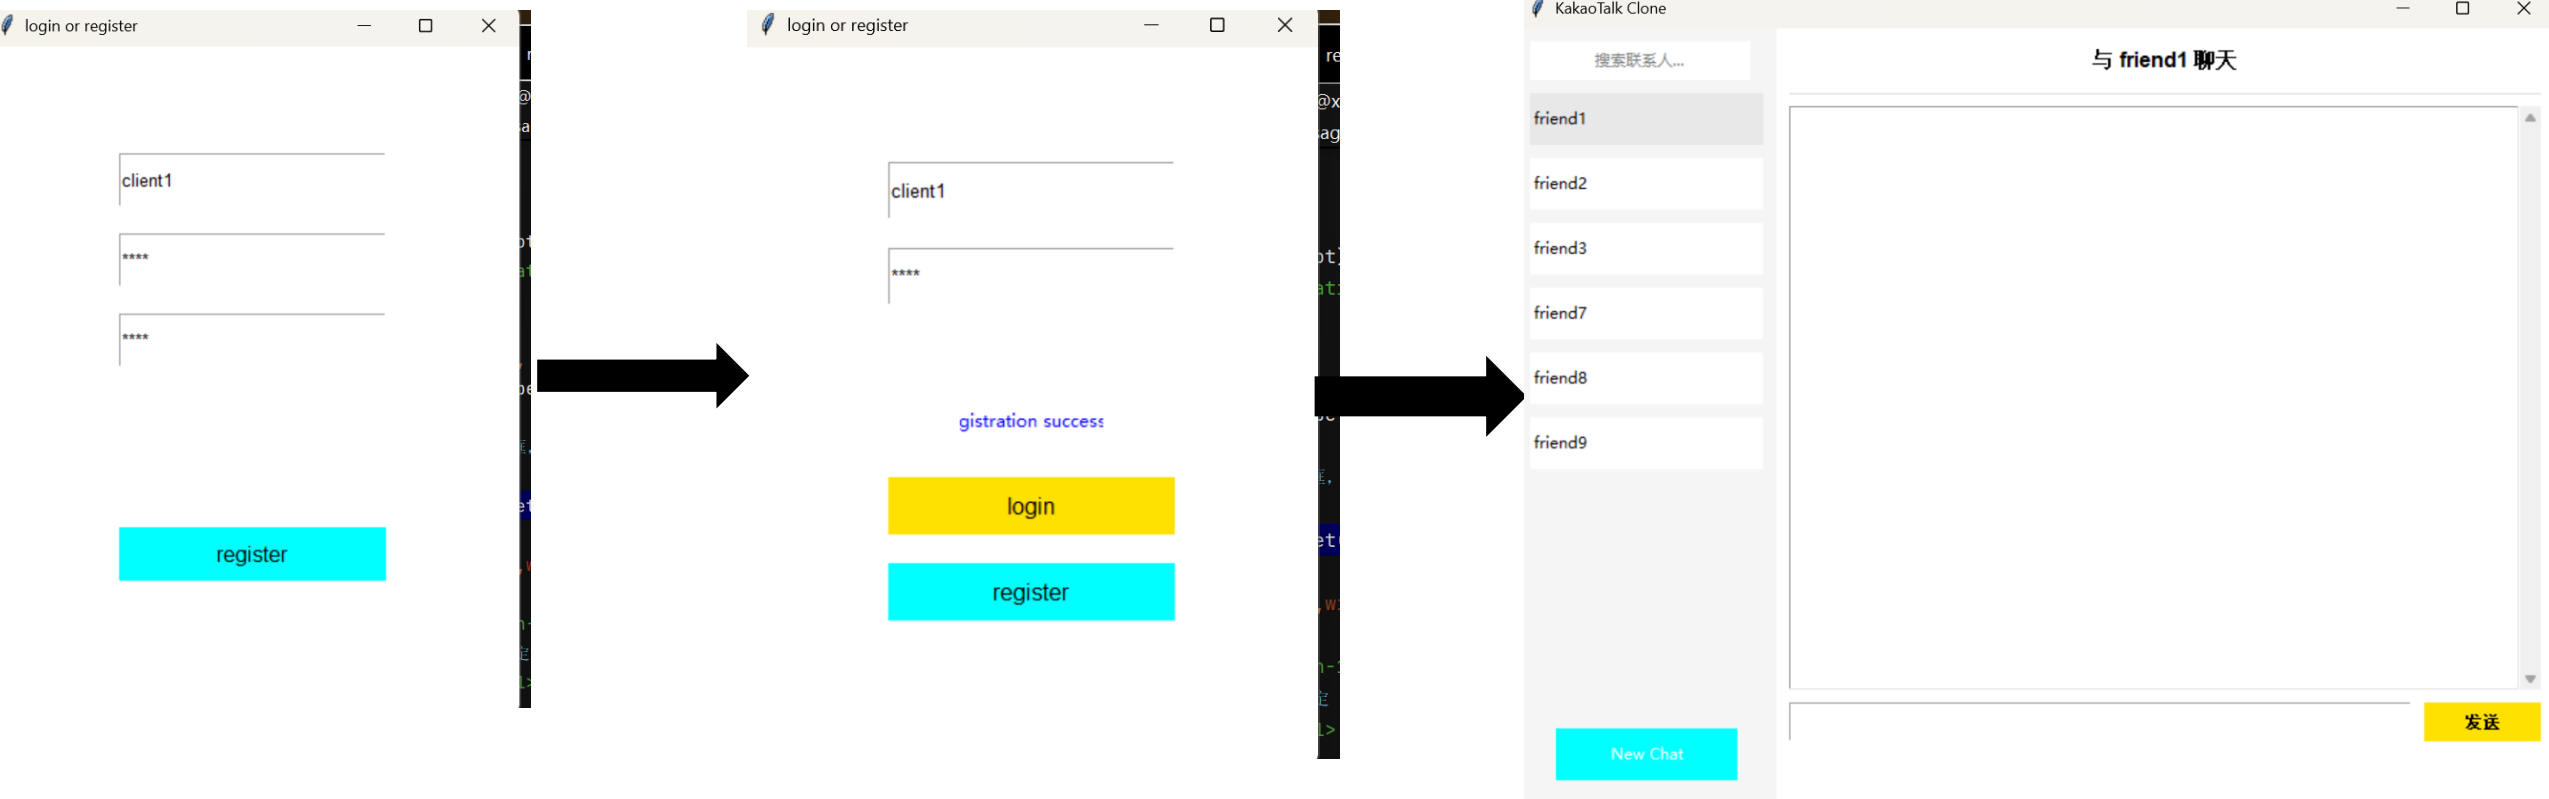 login or register
client1
****
****
register
login or register
client1
****
gistration success
login
register
KakaoTalk Clone
搜索联系人...
friend1
friend2
friend3
friend7
friend8
friend9
New Chat
与 friend1 聊天
发送